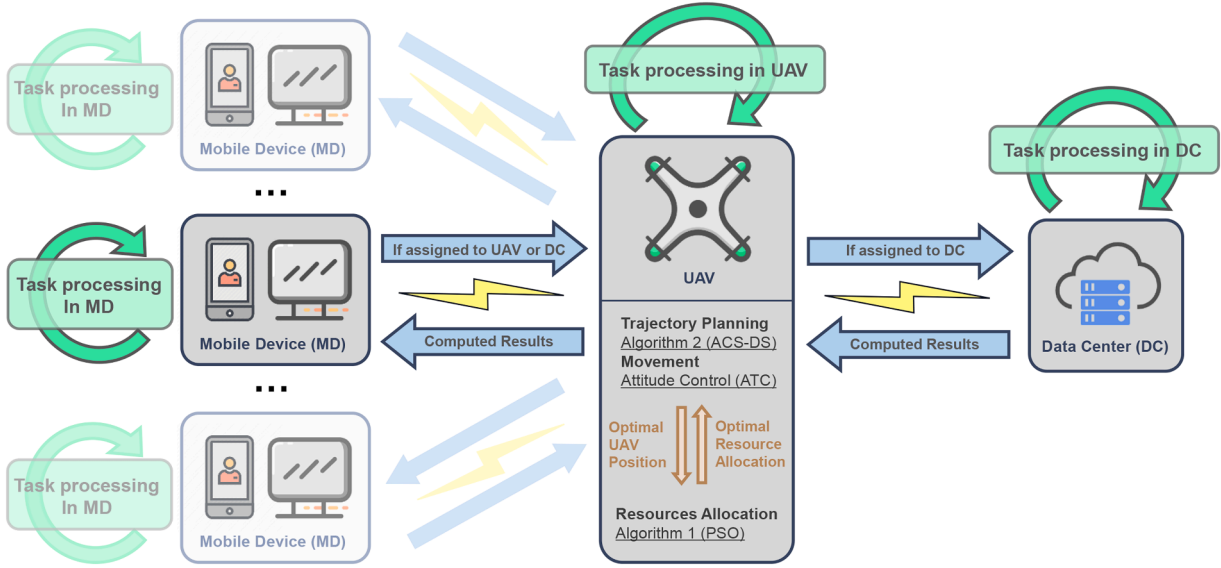 Task processing
In MD
Mobile Device (MD)
...
Task processing
In MD
Mobile Device (MD)
...
Task processing
In MD
Mobile Device (MD)
If assigned to UAV or DC
Computed Results
Task processing in UAV
UAV
Trajectory Planning
Algorithm 2 (ACS-DS)
Movement
Attitude Control (ATC)
Optimal
UAV
Position
Optimal
Resource
Allocation
Resources Allocation
Algorithm 1 (PSO)
If assigned to DC
Computed Results
Task processing in DC
Data Center (DC)